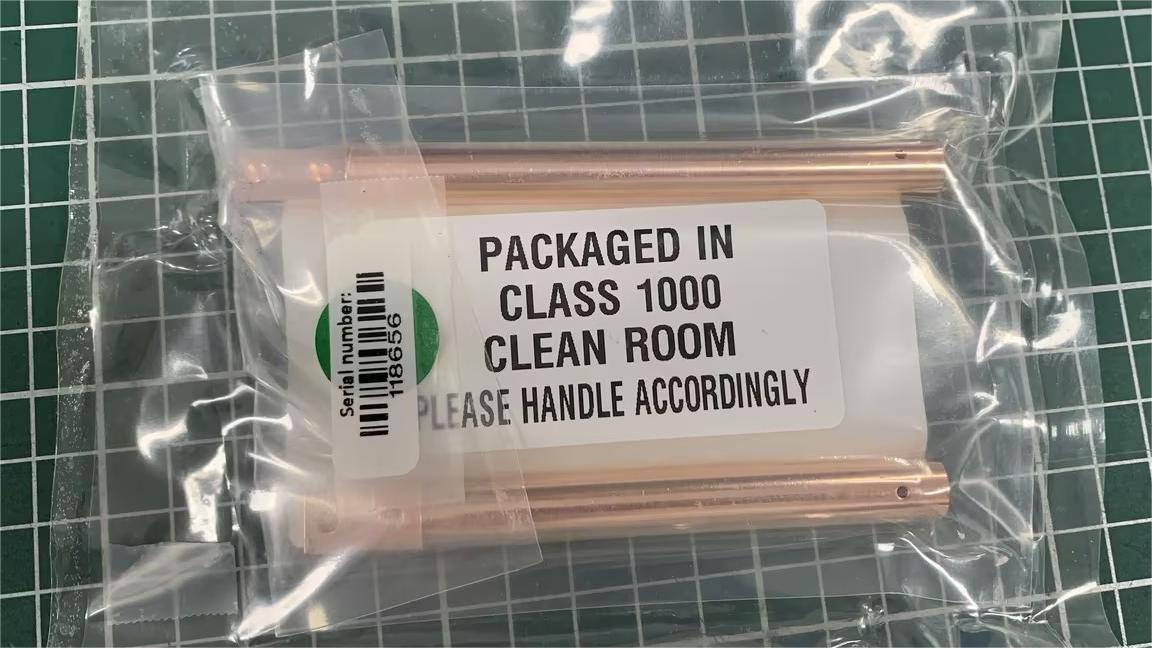 PACKAGED IN
CLASS 1000
CLEAN ROOM
PLEASE HANDLE ACCORDINGLY
Serial number:
118656